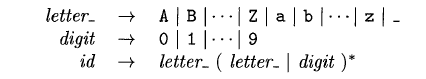 letter_ → A | B | ··· | Z | a | b | ··· | z | _
digit → 0 | 1 | ··· | 9
id → letter_ ( letter_ | digit )*